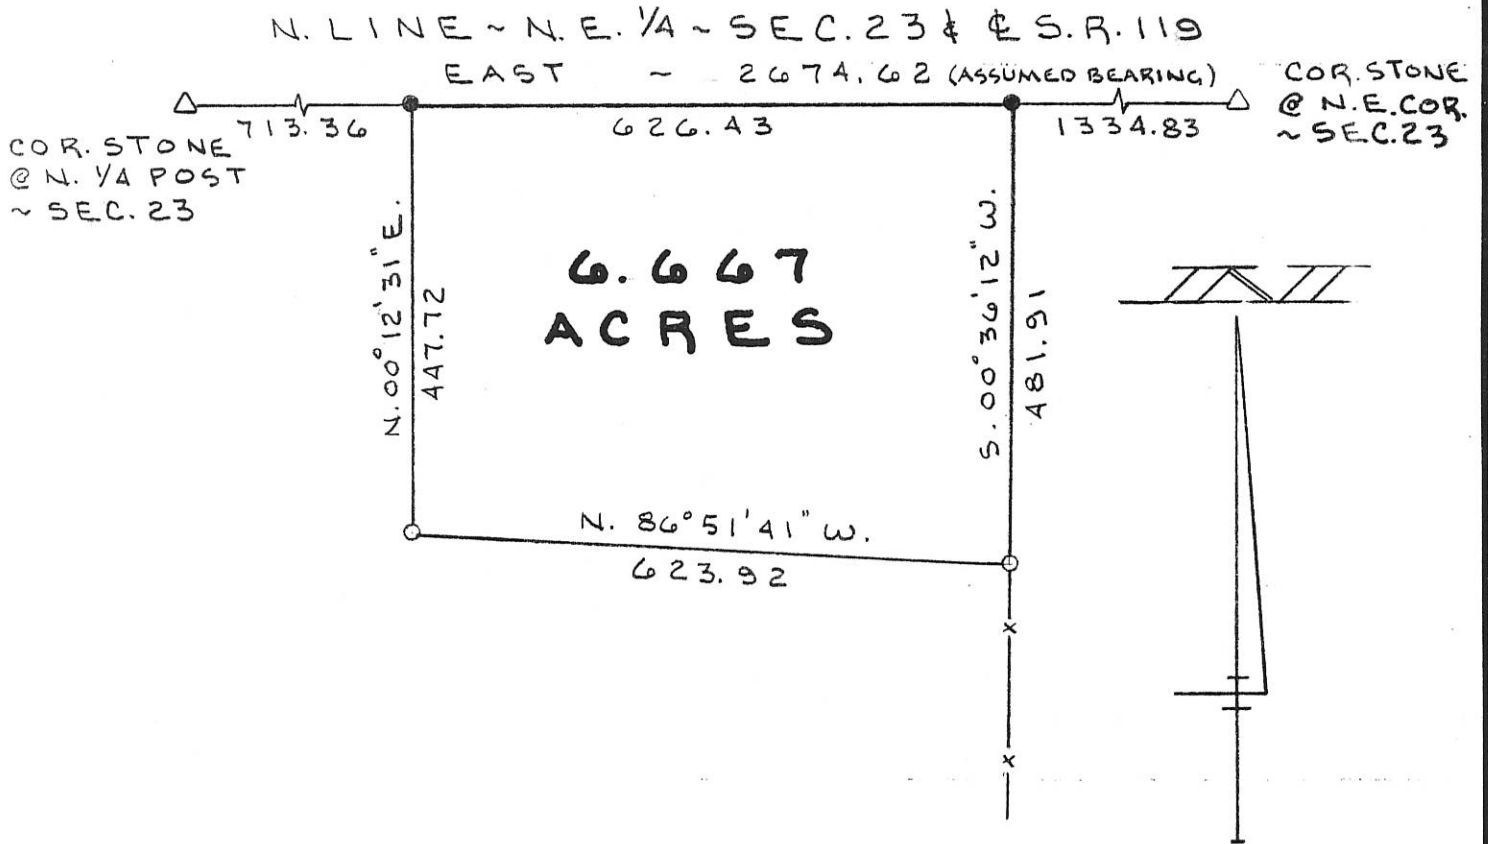 N. LINE ~ N. E. 1/4 ~ SEC. 23 & ℄ S. R. 119
EAST ~ 2674.62 (ASSUMED BEARING)
COR. STONE
@ N. E. COR.
~ SEC. 23
713.36
626.43
1334.83
COR. STONE
@ N. 1/4 POST
~ SEC. 23
N. 00° 12' 31" E.
447.72
6.667
ACRES
S. 00° 36' 12" W.
481.91
N
N. 86° 51' 41" W.
623.92